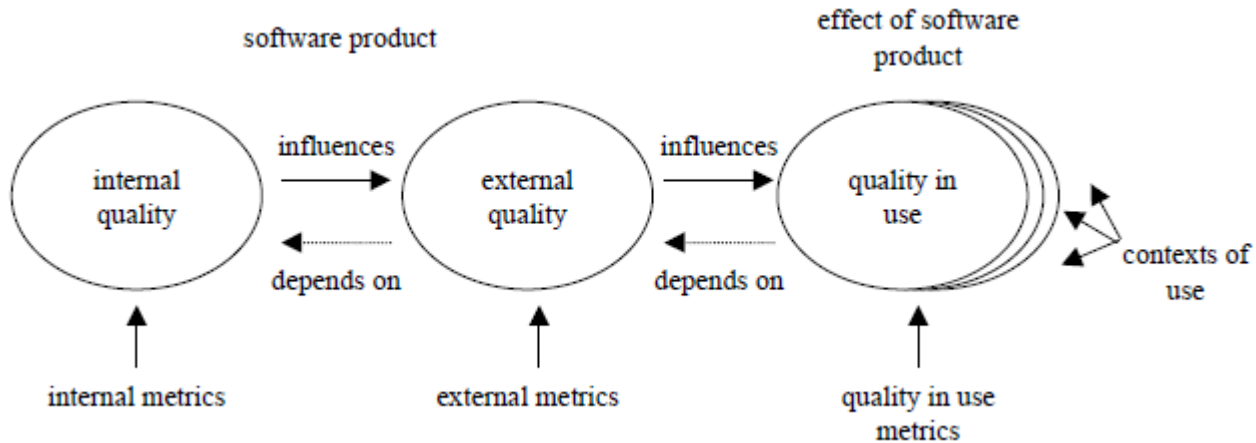 software product
effect of software
product
influences
influences
internal
quality
external
quality
quality in
use
depends on
depends on
contexts of
use
internal metrics
external metrics
quality in use
metrics